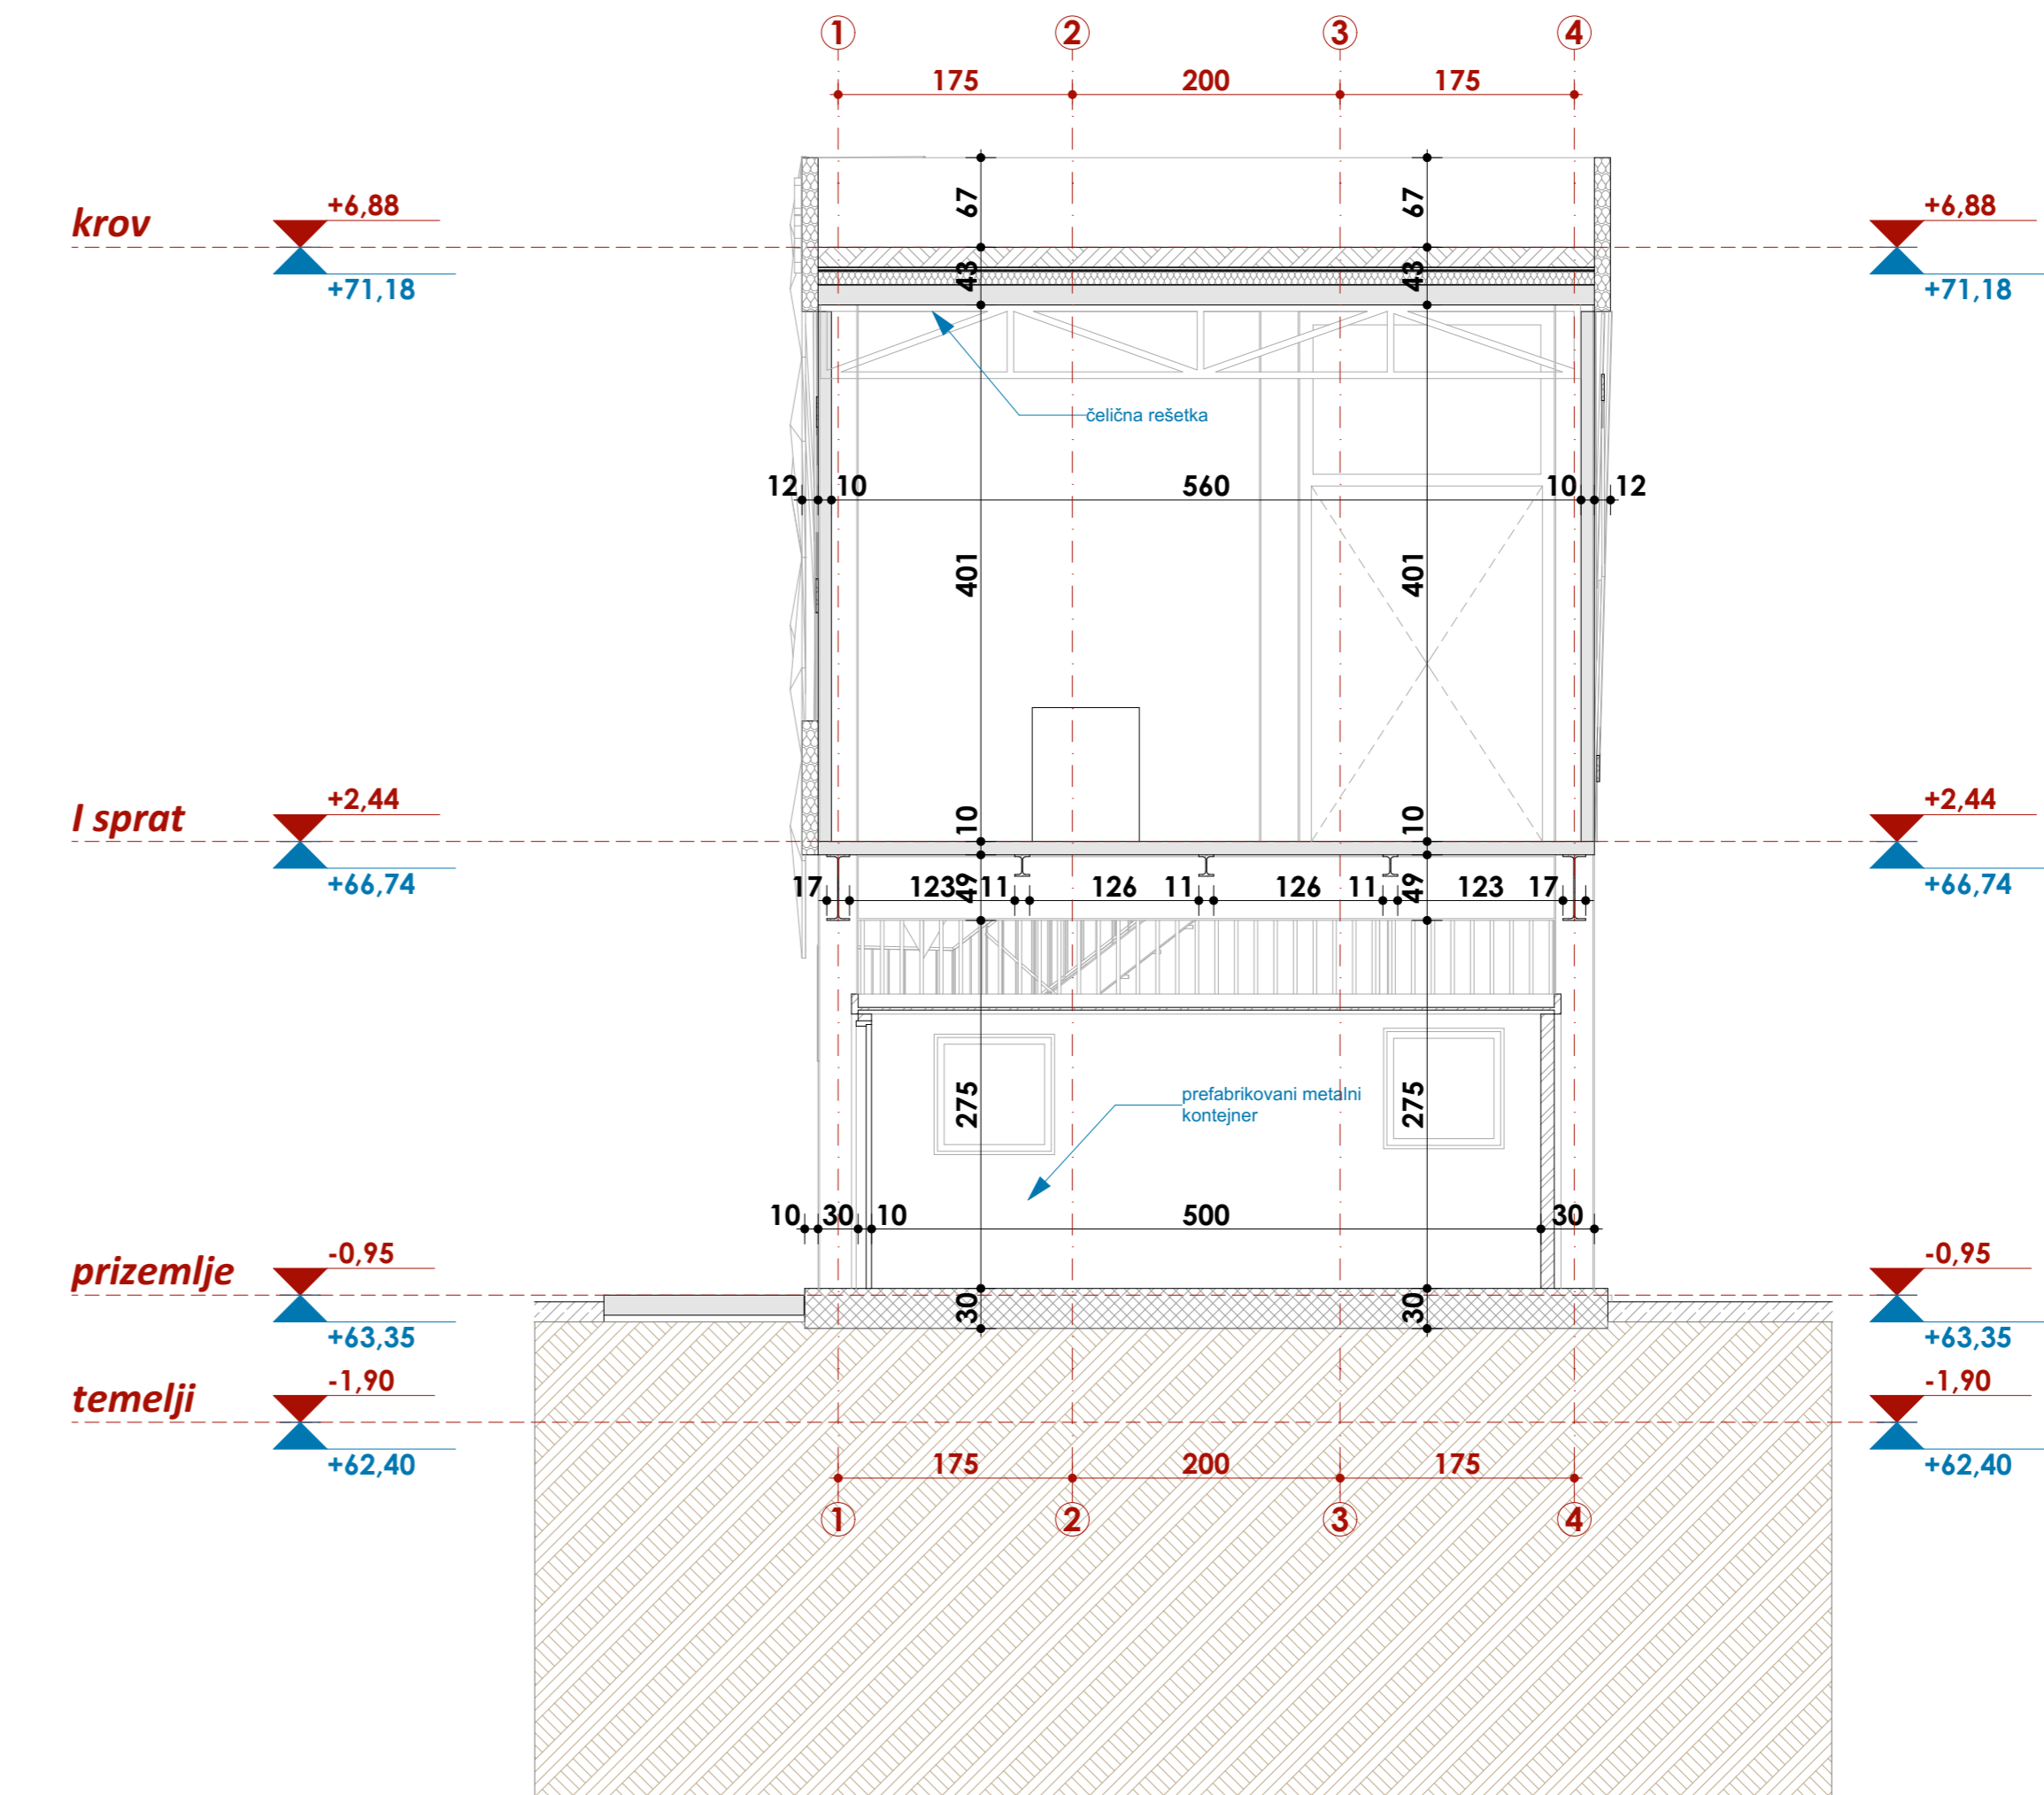 1 2 3 4
175 200 175
67 67
krov +6,88 +6,88
+71,18 +71,18
43 43
čelična rešetka
12 10 560 10 12
401 401
I sprat +2,44 +2,44
10 10
+66,74 +66,74
17 123 49 11 126 11 126 11 49 123 17
275 275
prefabrikovani metalni
kontejner
10 30 10 500 30
prizemlje -0,95 -0,95
30 30
+63,35 +63,35
temelji -1,90 -1,90
+62,40 +62,40
175 200 175
1 2 3 4